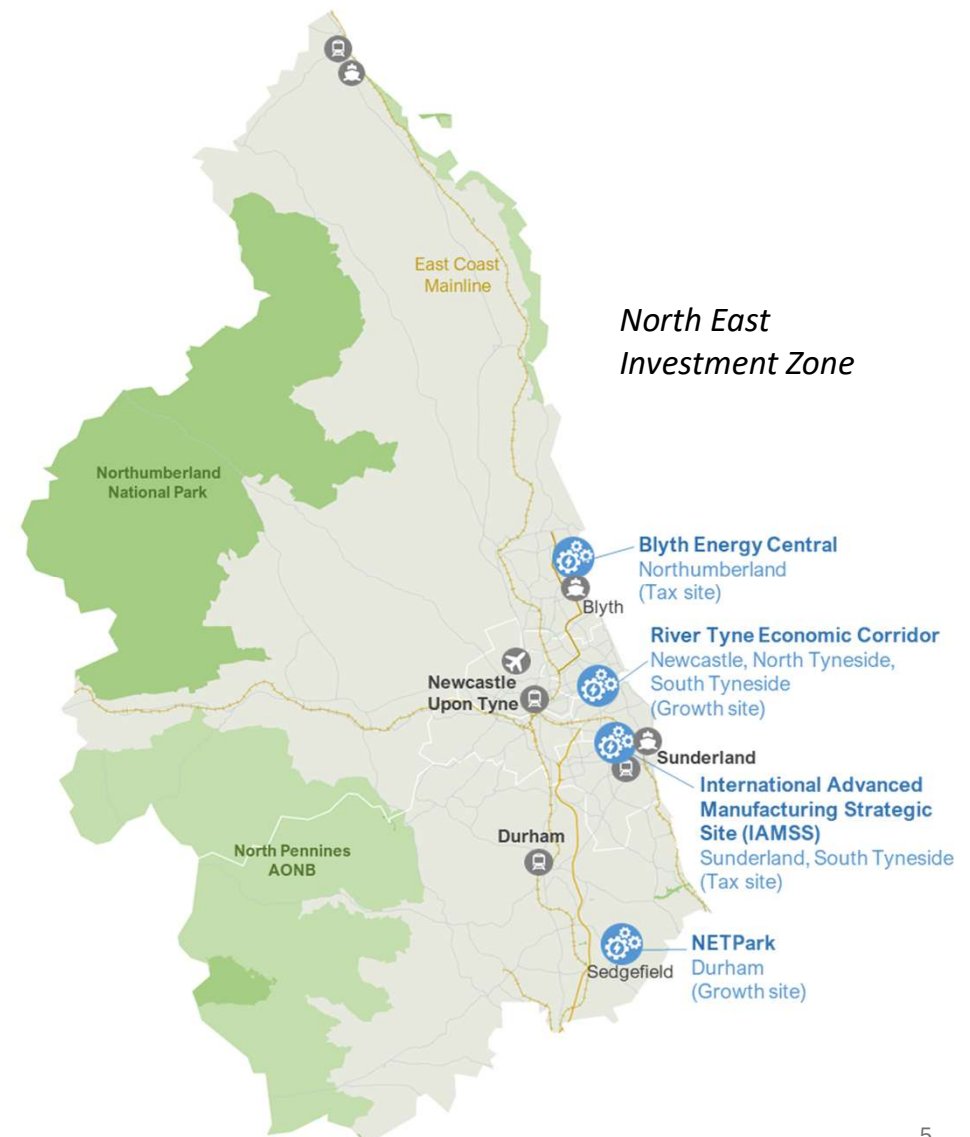 East Coast
Mainline
North East
Investment Zone
Northumberland
National Park
Blyth Energy Central
Northumberland
(Tax site)
Blyth
River Tyne Economic Corridor
Newcastle, North Tyneside,
South Tyneside
(Growth site)
Newcastle
Upon Tyne
Sunderland
International Advanced
Manufacturing Strategic
Site (IAMSS)
Sunderland, South Tyneside
(Tax site)
Durham
North Pennines
AONB
NETPark
Durham
(Growth site)
Sedgefield
5